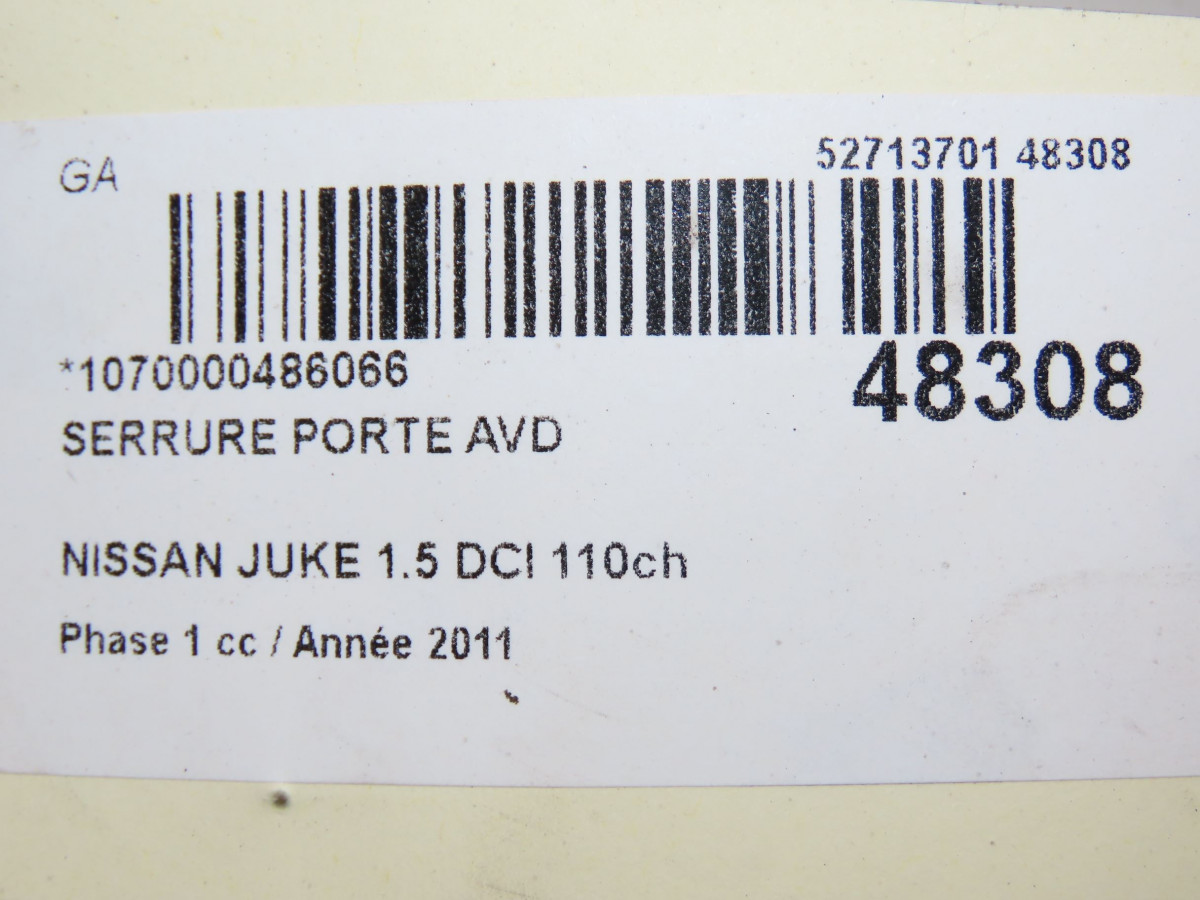 GA
52713701 48308
*1070000486066
48308
SERRURE PORTE AVD
NISSAN JUKE 1.5 DCI 110ch
Phase 1 cc / Année 2011